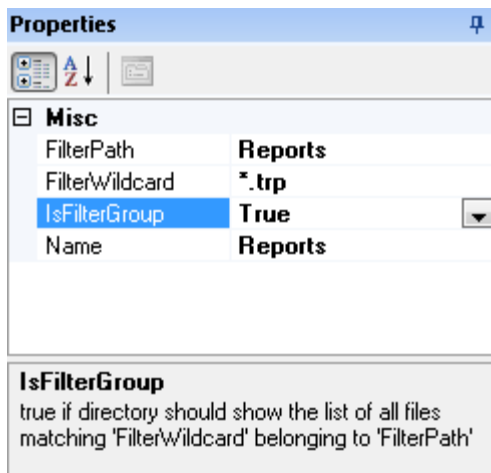 Properties
A
Z
Misc
FilterPath Reports
FilterWildcard *.trp
IsFilterGroup True
Name Reports
IsFilterGroup
true if directory should show the list of all files
matching 'FilterWildcard' belonging to 'FilterPath'